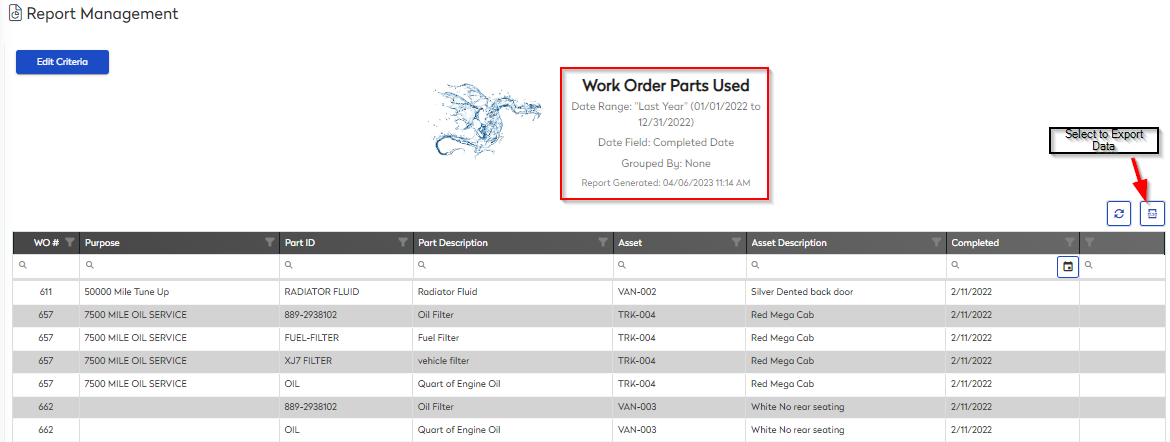 Report Management
Edit Criteria
Work Order Parts Used
Date Range: "Last Year" (01/01/2022 to
12/31/2022)
Date Field: Completed Date
Grouped By: None
Report Generated: 04/06/2023 11:14 AM
Select to Export
Data
WO # Purpose Part ID Part Description Asset Asset Description Completed
611 50000 Mile Tune Up RADIATOR FLUID Radiator Fluid VAN-002 Silver Dented back door 2/11/2022
657 7500 MILE OIL SERVICE 889-2938102 Oil Filter TRK-004 Red Mega Cab 2/11/2022
657 7500 MILE OIL SERVICE FUEL-FILTER Fuel Filter TRK-004 Red Mega Cab 2/11/2022
657 7500 MILE OIL SERVICE XJ7 FILTER vehicle filter TRK-004 Red Mega Cab 2/11/2022
657 7500 MILE OIL SERVICE OIL Quart of Engine Oil TRK-004 Red Mega Cab 2/11/2022
662 889-2938102 Oil Filter VAN-003 White No rear seating 2/11/2022
662 OIL Quart of Engine Oil VAN-003 White No rear seating 2/11/2022